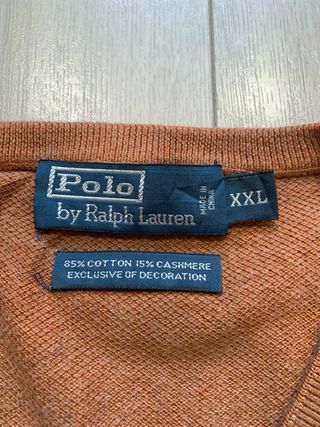 Polo
by Ralph Lauren
MADE IN
CHINA
XXL
85% COTTON 15% CASHMERE
EXCLUSIVE OF DECORATION